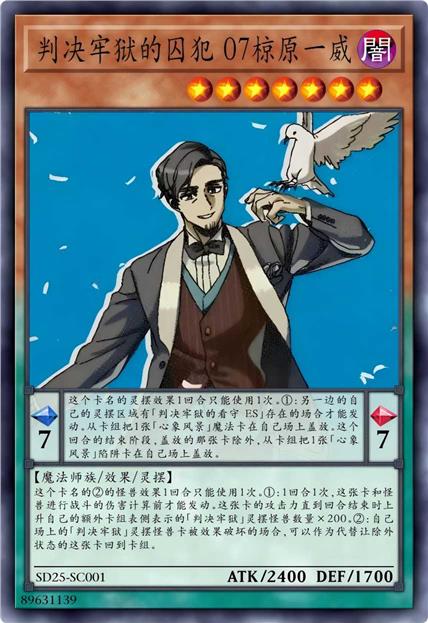 判决牢狱的囚犯 07椋原一威 闇
这个卡名的灵摆效果1回合只能使用1次。①:另一边的自
己的灵摆区域有「判决牢狱的看守 ES」存在的场合才能发
动。从卡组把1张「心象风景」魔法卡在自己场上盖放。这
个回合的结束阶段,盖放的那张卡除外,从卡组把1张「心象
风景」陷阱卡在自己场上盖放。
7
7
【魔法师族/效果/灵摆】
这个卡名的②的怪兽效果1回合只能使用1次。①:1回合1次,这张卡和怪
兽进行战斗的伤害计算前才能发动。这张卡的攻击力直到回合结束时上
升自己的额外卡组表侧表示的「判决牢狱」灵摆怪兽数量×200。②:自己
场上的「判决牢狱」灵摆怪兽卡被效果破坏的场合,可以作为代替让除外
状态的这张卡回到卡组。
SD25-SC001
ATK/2400 DEF/1700
89631139